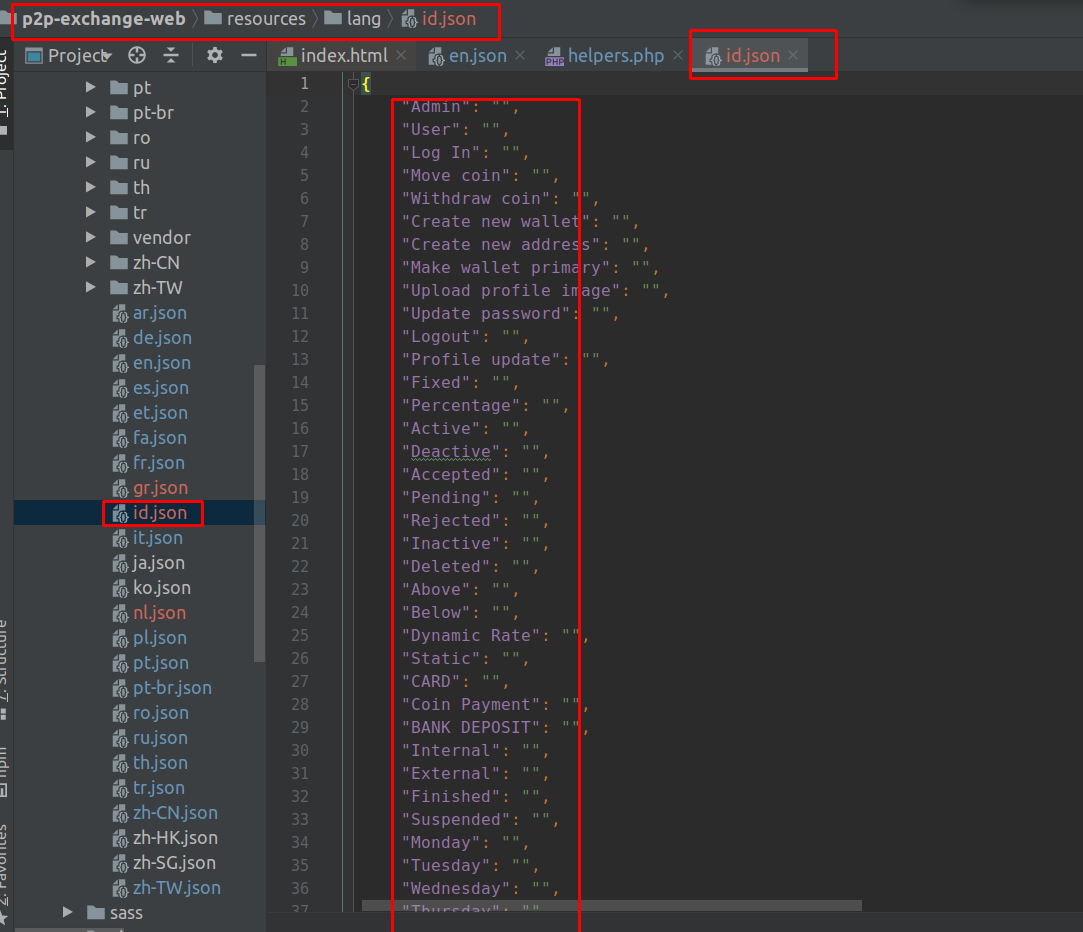 p2p-exchange-web resources lang id.json
1: Project
Project
index.html
en.json
PHP helpers.php
id.json
pt
pt-br
ro
ru
th
tr
vendor
zh-CN
zh-TW
ar.json
de.json
en.json
es.json
et.json
fa.json
fr.json
gr.json
id.json
it.json
ja.json
ko.json
nl.json
pl.json
pt.json
pt-br.json
ro.json
ru.json
th.json
tr.json
zh-CN.json
zh-HK.json
zh-SG.json
zh-TW.json
sass
7: Structure
npm
2: Favorites
1 {
2 "Admin": "",
3 "User": "",
4 "Log In": "",
5 "Move coin": "",
6 "Withdraw coin": "",
7 "Create new wallet": "",
8 "Create new address": "",
9 "Make wallet primary": "",
10 "Upload profile image": "",
11 "Update password": "",
12 "Logout": "",
13 "Profile update": "",
14 "Fixed": "",
15 "Percentage": "",
16 "Active": "",
17 "Deactive": "",
18 "Accepted": "",
19 "Pending": "",
20 "Rejected": "",
21 "Inactive": "",
22 "Deleted": "",
23 "Above": "",
24 "Below": "",
25 "Dynamic Rate": "",
26 "Static": "",
27 "CARD": "",
28 "Coin Payment": "",
29 "BANK DEPOSIT": "",
30 "Internal": "",
31 "External": "",
32 "Finished": "",
33 "Suspended": "",
34 "Monday": "",
35 "Tuesday": "",
36 "Wednesday": "",
37 "Thursday": ""